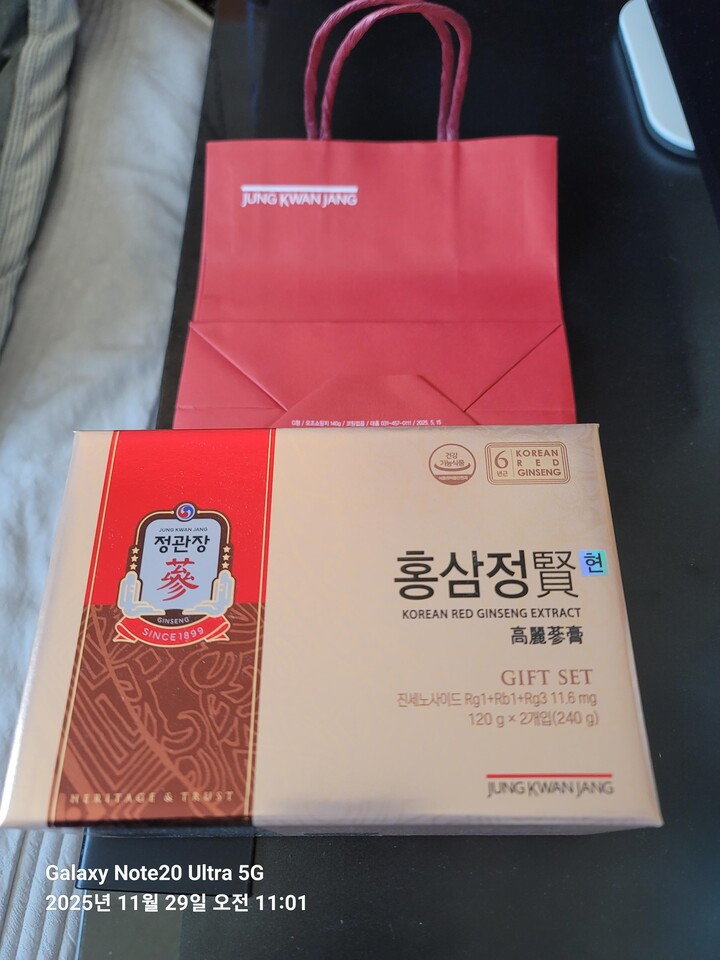 JUNG KWAN JANG
건강
기능식품
6
년근
KOREAN
RED
GINSENG
JUNG KWAN JANG
정관장
蔘
GINSENG
SINCE 1899
홍삼정賢 현
KOREAN RED GINSENG EXTRACT
高麗蔘膏
GIFT SET
진세노사이드 Rg1+Rb1+Rg3 11.6 mg
120 g × 2개입(240 g)
HERITAGE & TRUST
JUNG KWAN JANG
Galaxy Note20 Ultra 5G
2025년 11월 29일 오전 11:01